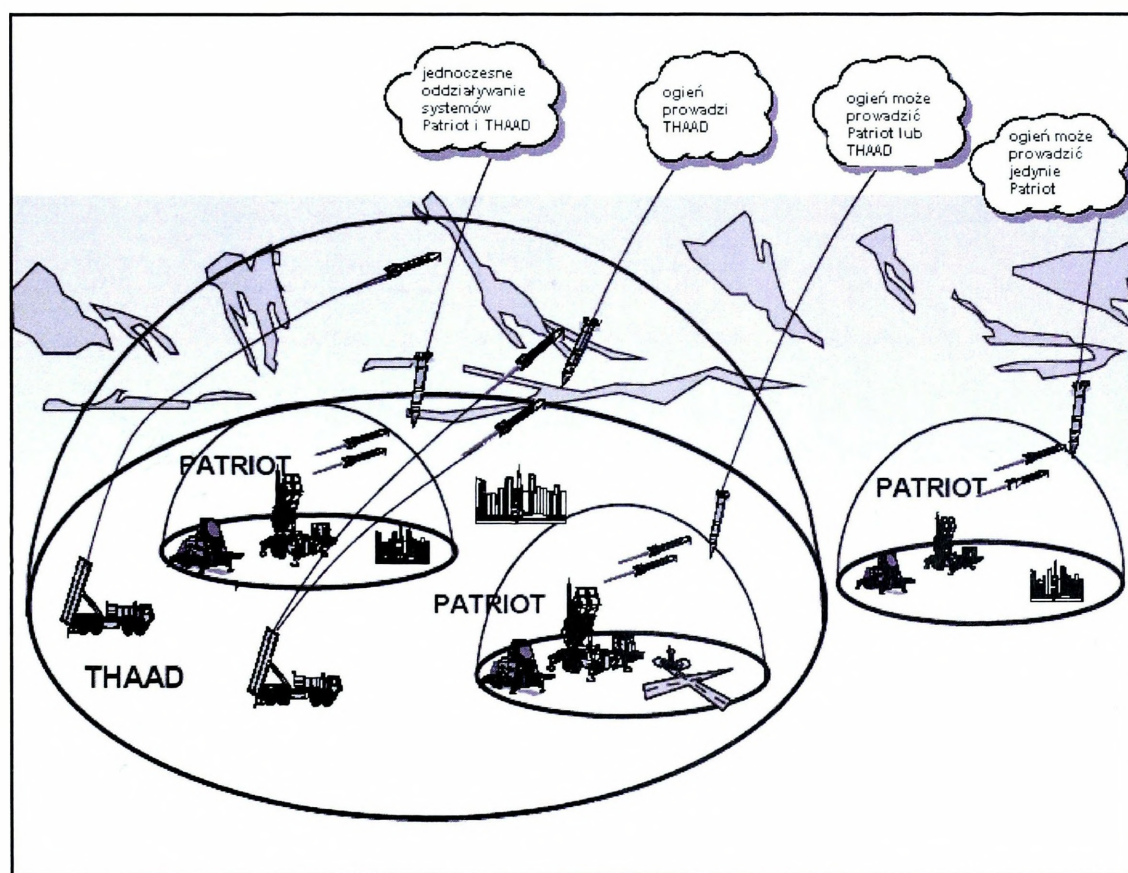 jednoczesne
oddziaływanie
systemów
Patriot i THAAD
ogień
prowadzi
THAAD
ogień może
prowadzić
Patriot lub
THAAD
ogień może
prowadzić
jedynie
Patriot
PATRIOT
PATRIOT
PATRIOT
THAAD